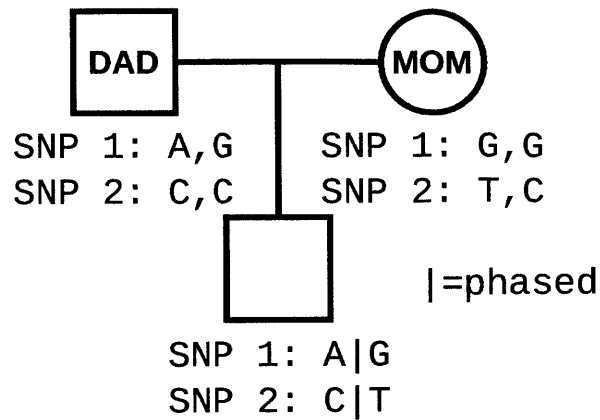 DAD
MOM
SNP 1: A,G
SNP 2: C,C
SNP 1: G,G
SNP 2: T,C
|=phased
SNP 1: A|G
SNP 2: C|T